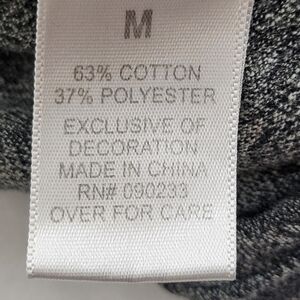 M
63% COTTON
37% POLYESTER
EXCLUSIVE OF
DECORATION
MADE IN CHINA
RN# 090233
OVER FOR CARE